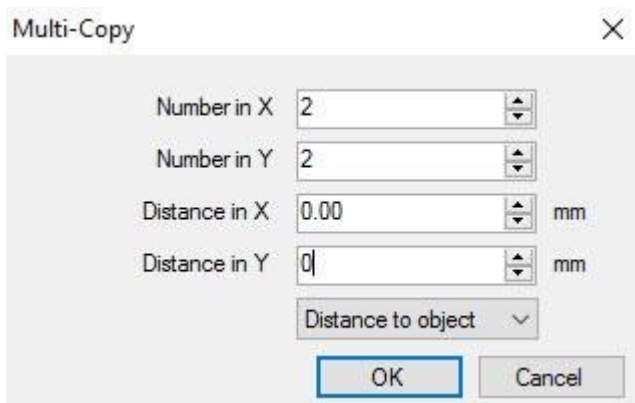 Multi-Copy
Number in X 2
Number in Y 2
Distance in X 0.00 mm
Distance in Y 0 mm
Distance to object
OK Cancel